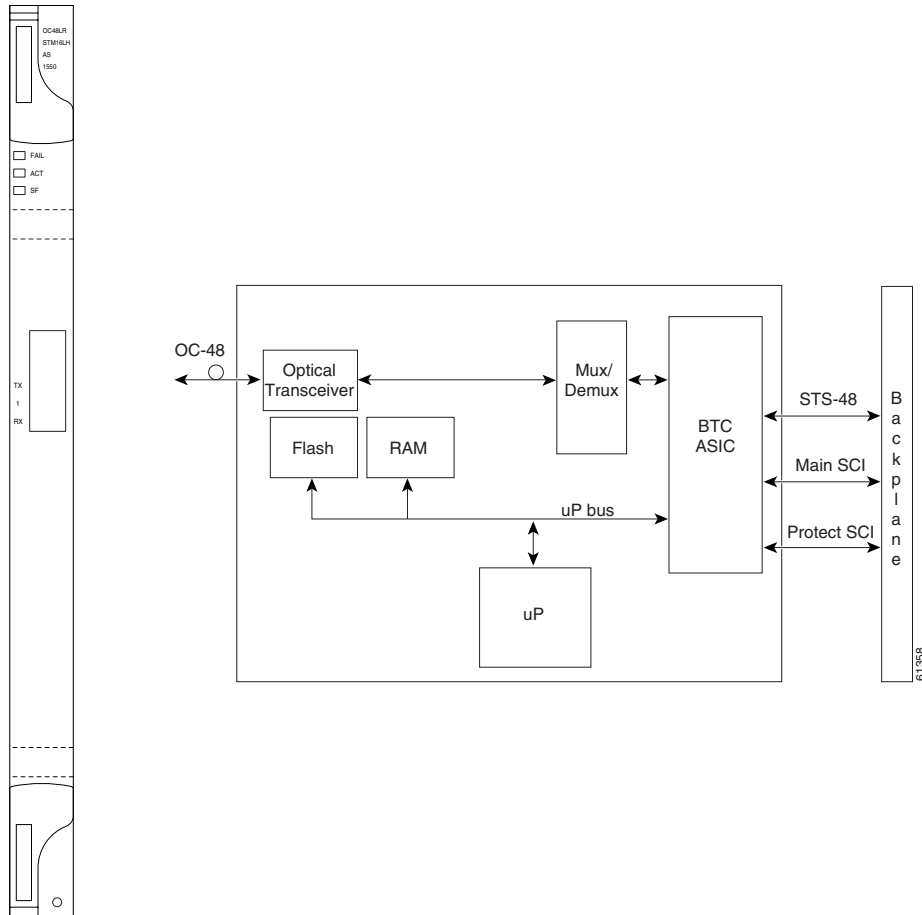 OC48LR
STM16LH
AS
1550
FAIL
ACT
SF
TX
1
RX
OC-48
Optical
Transceiver
Mux/
Demux
Flash
RAM
BTC
ASIC
uP bus
uP
STS-48
Main SCI
Protect SCI
Backplane
61358